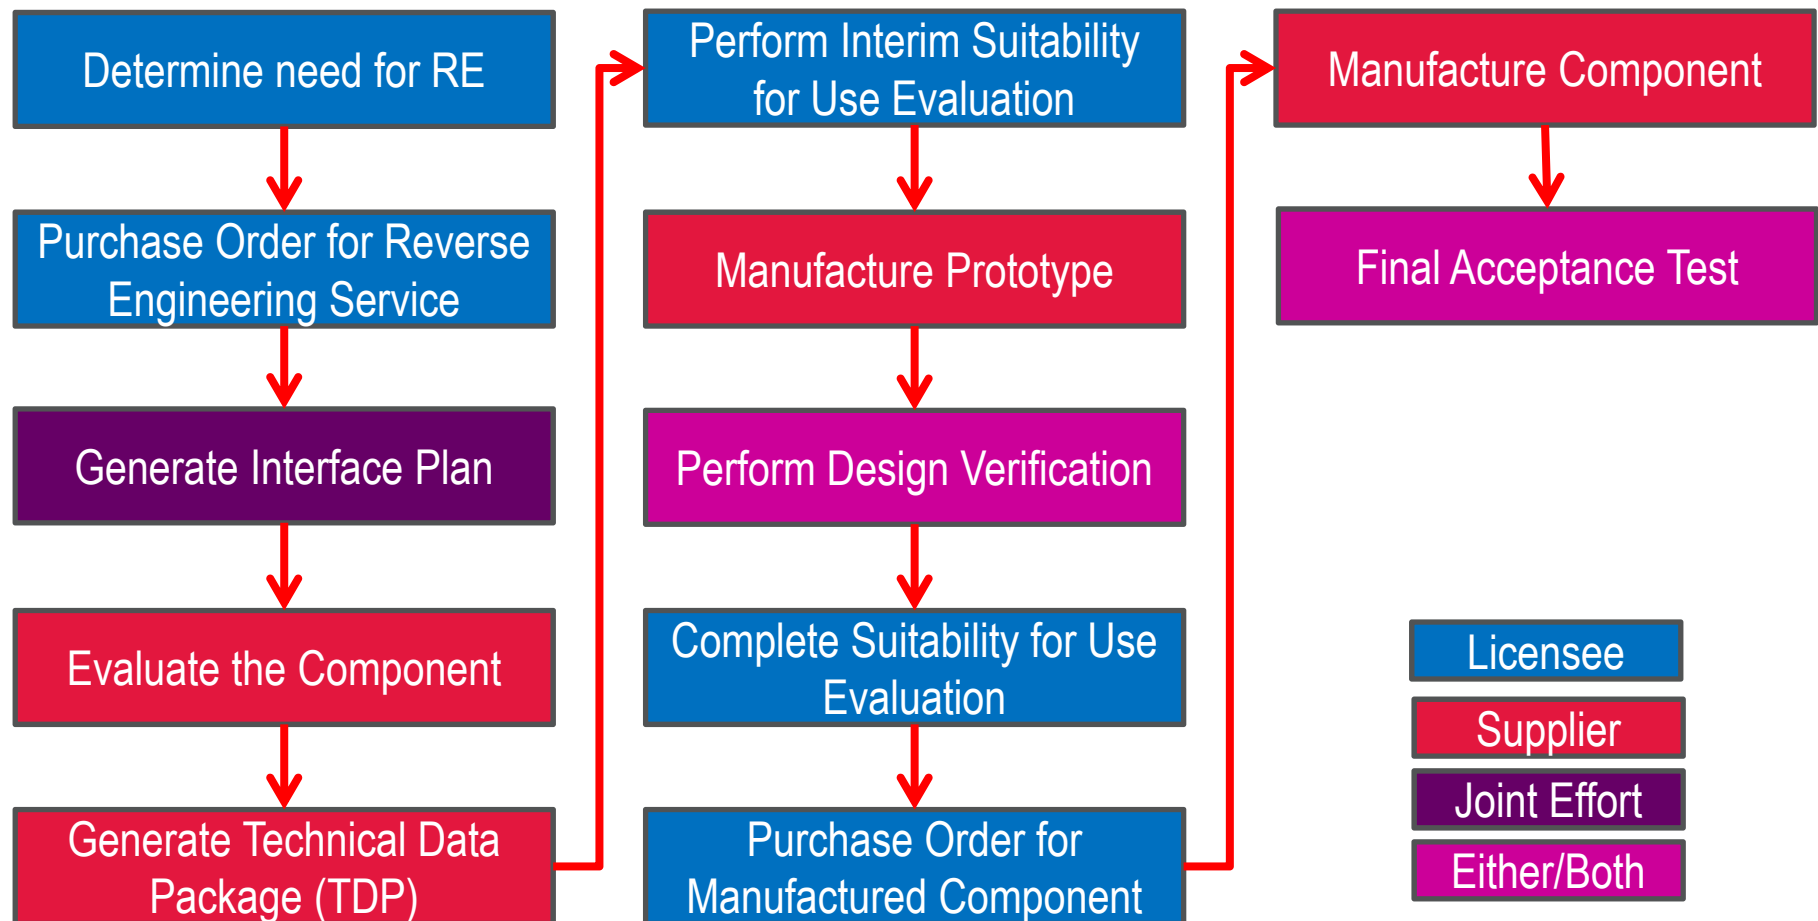 Determine need for RE
Purchase Order for Reverse
Engineering Service
Generate Interface Plan
Evaluate the Component
Generate Technical Data
Package (TDP)
Perform Interim Suitability
for Use Evaluation
Manufacture Prototype
Perform Design Verification
Complete Suitability for Use
Evaluation
Purchase Order for
Manufactured Component
Manufacture Component
Final Acceptance Test
Licensee
Supplier
Joint Effort
Either/Both